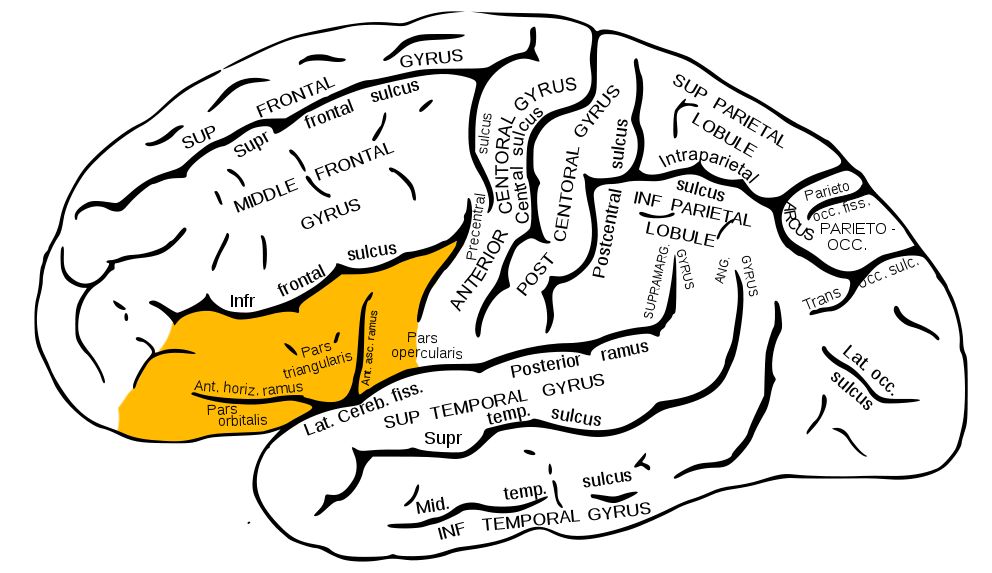 SUP FRONTAL GYRUS
Supr frontal sulcus
MIDDLE FRONTAL
GYRUS
Infr frontal sulcus
Precentral sulcus
ANTERIOR CENTORAL GYRUS
Central sulcus
POST CENTORAL GYRUS
Postcentral sulcus
SUP PARIETAL
LOBULE
Intraparietal
sulcus
INF PARIETAL
LOBULE
SUPRAMARG.
GYRUS
ANG.
GYRUS
ARCUS
Parieto
occ. fiss.
PARIETO -
OCC.
Trans occ. sulc.
Lat. occ.
sulcus
Pars
triangularis
Ant. asc. ramus
Pars
opercularis
Ant. horiz. ramus
Pars
orbitalis
Lat. Cereb. fiss.
Posterior ramus
SUP TEMPORAL GYRUS
Supr temp. sulcus
Mid. temp. sulcus
INF TEMPORAL GYRUS